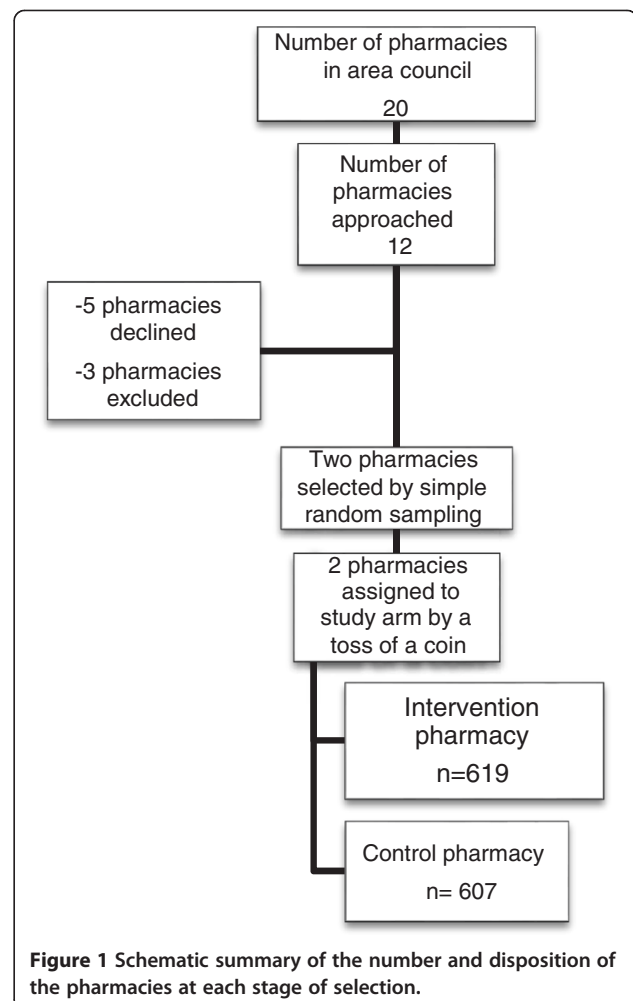 Number of pharmacies
in area council
20
Number of
pharmacies
approached
12
-5 pharmacies
declined
-3 pharmacies
excluded
Two pharmacies
selected by simple
random sampling
2 pharmacies
assigned to
study arm by a
toss of a coin
Intervention
pharmacy
n=619
Control pharmacy
n= 607
Figure 1 Schematic summary of the number and disposition of
the pharmacies at each stage of selection.